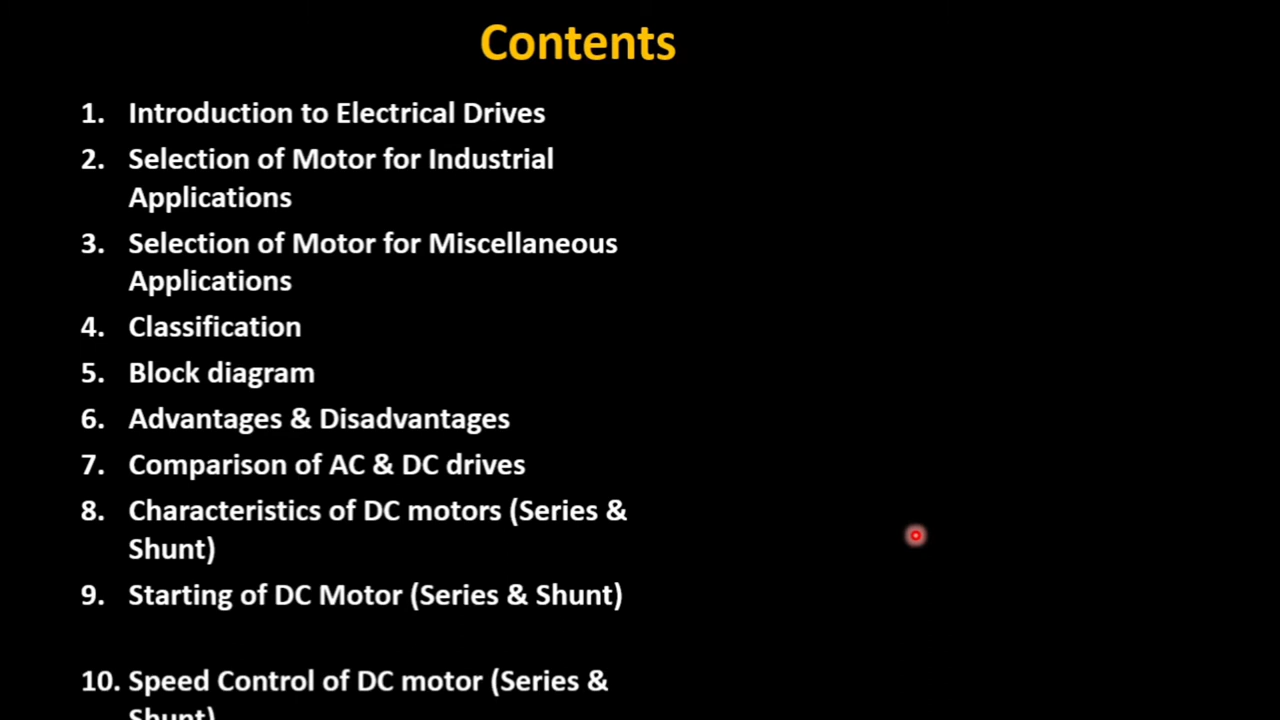 Contents
1. Introduction to Electrical Drives
2. Selection of Motor for Industrial
Applications
3. Selection of Motor for Miscellaneous
Applications
4. Classification
5. Block diagram
6. Advantages & Disadvantages
7. Comparison of AC & DC drives
8. Characteristics of DC motors (Series &
Shunt)
9. Starting of DC Motor (Series & Shunt)
10. Speed Control of DC motor (Series &
Shunt)